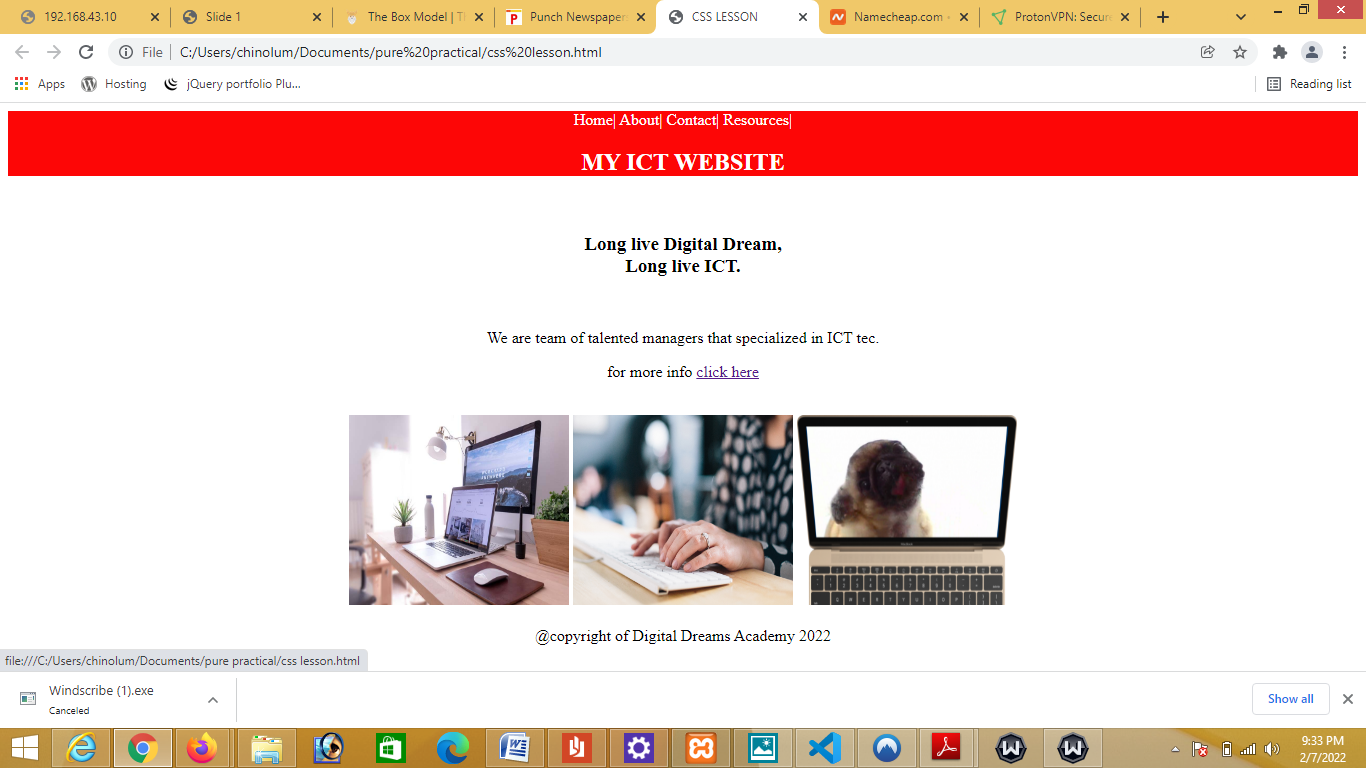 192.168.43.10
Slide 1
The Box Model | T
Punch Newspaper
CSS LESSON
Namecheap.com
ProtonVPN: Secur
File | C:/Users/chinolum/Documents/pure%20practical/css%20lesson.html
Apps
Hosting
jQuery portfolio Plu...
Reading list
Home| About| Contact| Resources|
MY ICT WEBSITE
Long live Digital Dream,
Long live ICT.
We are team of talented managers that specialized in ICT tec.
for more info click here
@copyright of Digital Dreams Academy 2022
file:///C:/Users/chinolum/Documents/pure practical/css lesson.html
Windscribe (1).exe
Canceled
Show all
9:33 PM
2/7/2022